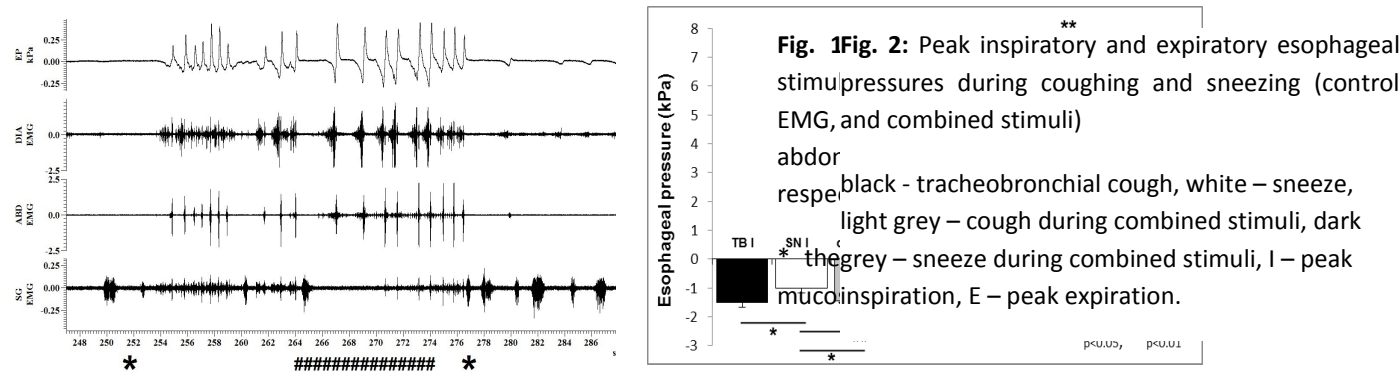 EP
kPa
0.25
0.00
-0.25
DIA
EMG
0.0
-2.5
ABD
EMG
2.5
0.0
-2.5
SG
EMG
0.25
0.00
-0.25
248 250 252 254 256 258 260 262 264 266 268 270 272 274 276 278 280 282 284 286
s
* ################ *
Esophageal pressure (kPa)
8
7
6
5
4
3
2
1
0
-1
-2
-3
**
Fig. 1Fig. 2: Peak inspiratory and expiratory esophageal
stimupressures during coughing and sneezing (control
EMG, and combined stimuli)
abdor
black - tracheobronchial cough, white – sneeze,
respe
light grey – cough during combined stimuli, dark
TB I SN I
* thegrey – sneeze during combined stimuli, I – peak
mucoinspiration, E – peak expiration.
*
*
p<0.05, p<0.01